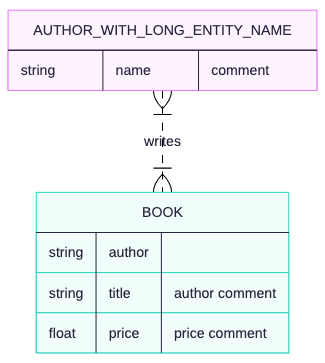 AUTHOR_WITH_LONG_ENTITY_NAME
string name comment
writes
BOOK
string author
string title author comment
float price price comment